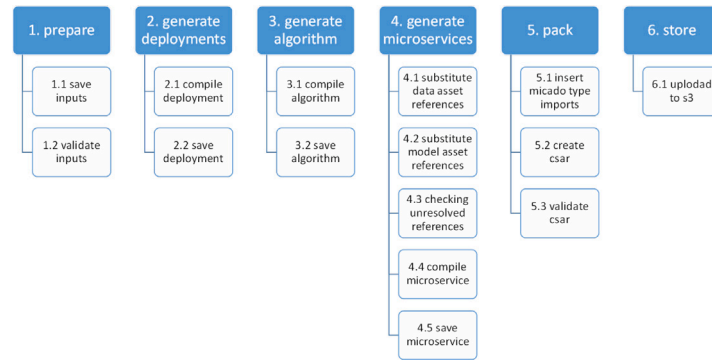 1. prepare
1.1 save
inputs
1.2 validate
inputs
2. generate
deployments
2.1 compile
deployment
2.2 save
deployment
3. generate
algorithm
3.1 compile
algorithm
3.2 save
algorithm
4. generate
microservices
4.1 substitute
data asset
references
4.2 substitute
model asset
references
4.3 checking
unresolved
references
4.4 compile
microservice
4.5 save
microservice
5. pack
5.1 insert
micado type
imports
5.2 create
csar
5.3 validate
csar
6. store
6.1 uplodad
to s3